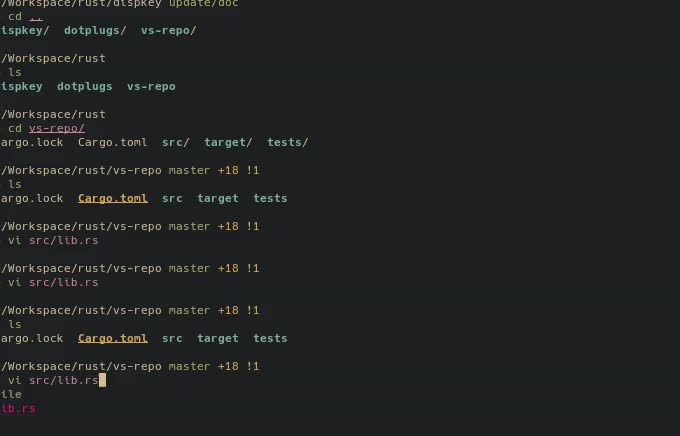 /Workspace/rust/dispkey update/doc
cd ..
ispkey/ dotplugs/ vs-repo/
/Workspace/rust
ls
ispkey dotplugs vs-repo
/Workspace/rust
cd vs-repo/
argo.lock Cargo.toml src/ target/ tests/
/Workspace/rust/vs-repo master +18 !1
ls
argo.lock Cargo.toml src target tests
/Workspace/rust/vs-repo master +18 !1
vi src/lib.rs
/Workspace/rust/vs-repo master +18 !1
vi src/lib.rs
/Workspace/rust/vs-repo master +18 !1
ls
argo.lock Cargo.toml src target tests
/Workspace/rust/vs-repo master +18 !1
vi src/lib.rs
ile
ib.rs